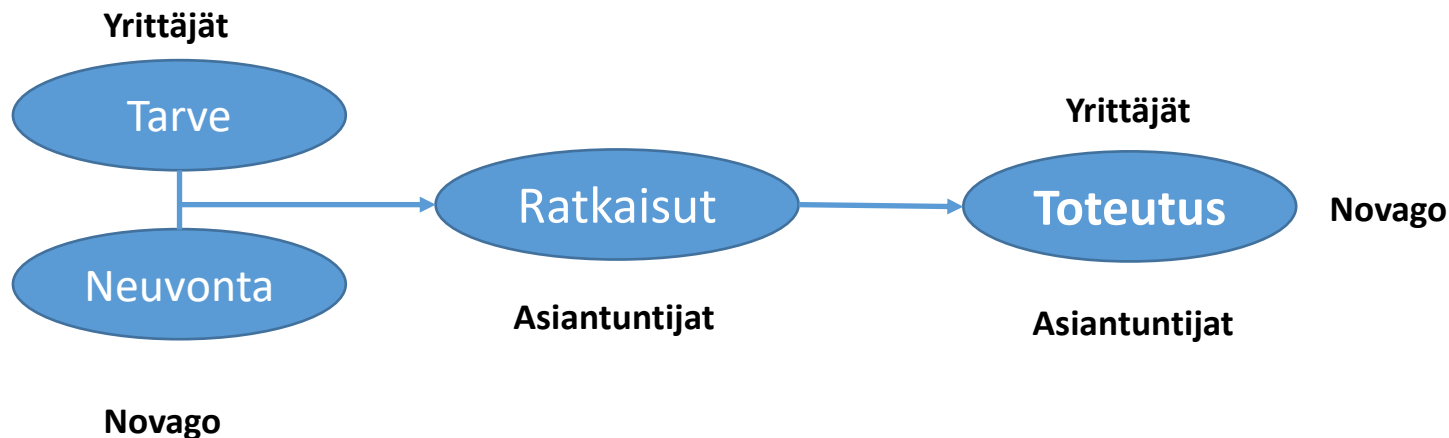 Yrittäjät
Tarve
Neuvonta
Novago
Ratkaisut
Asiantuntijat
Yrittäjät
Toteutus
Novago
Asiantuntijat